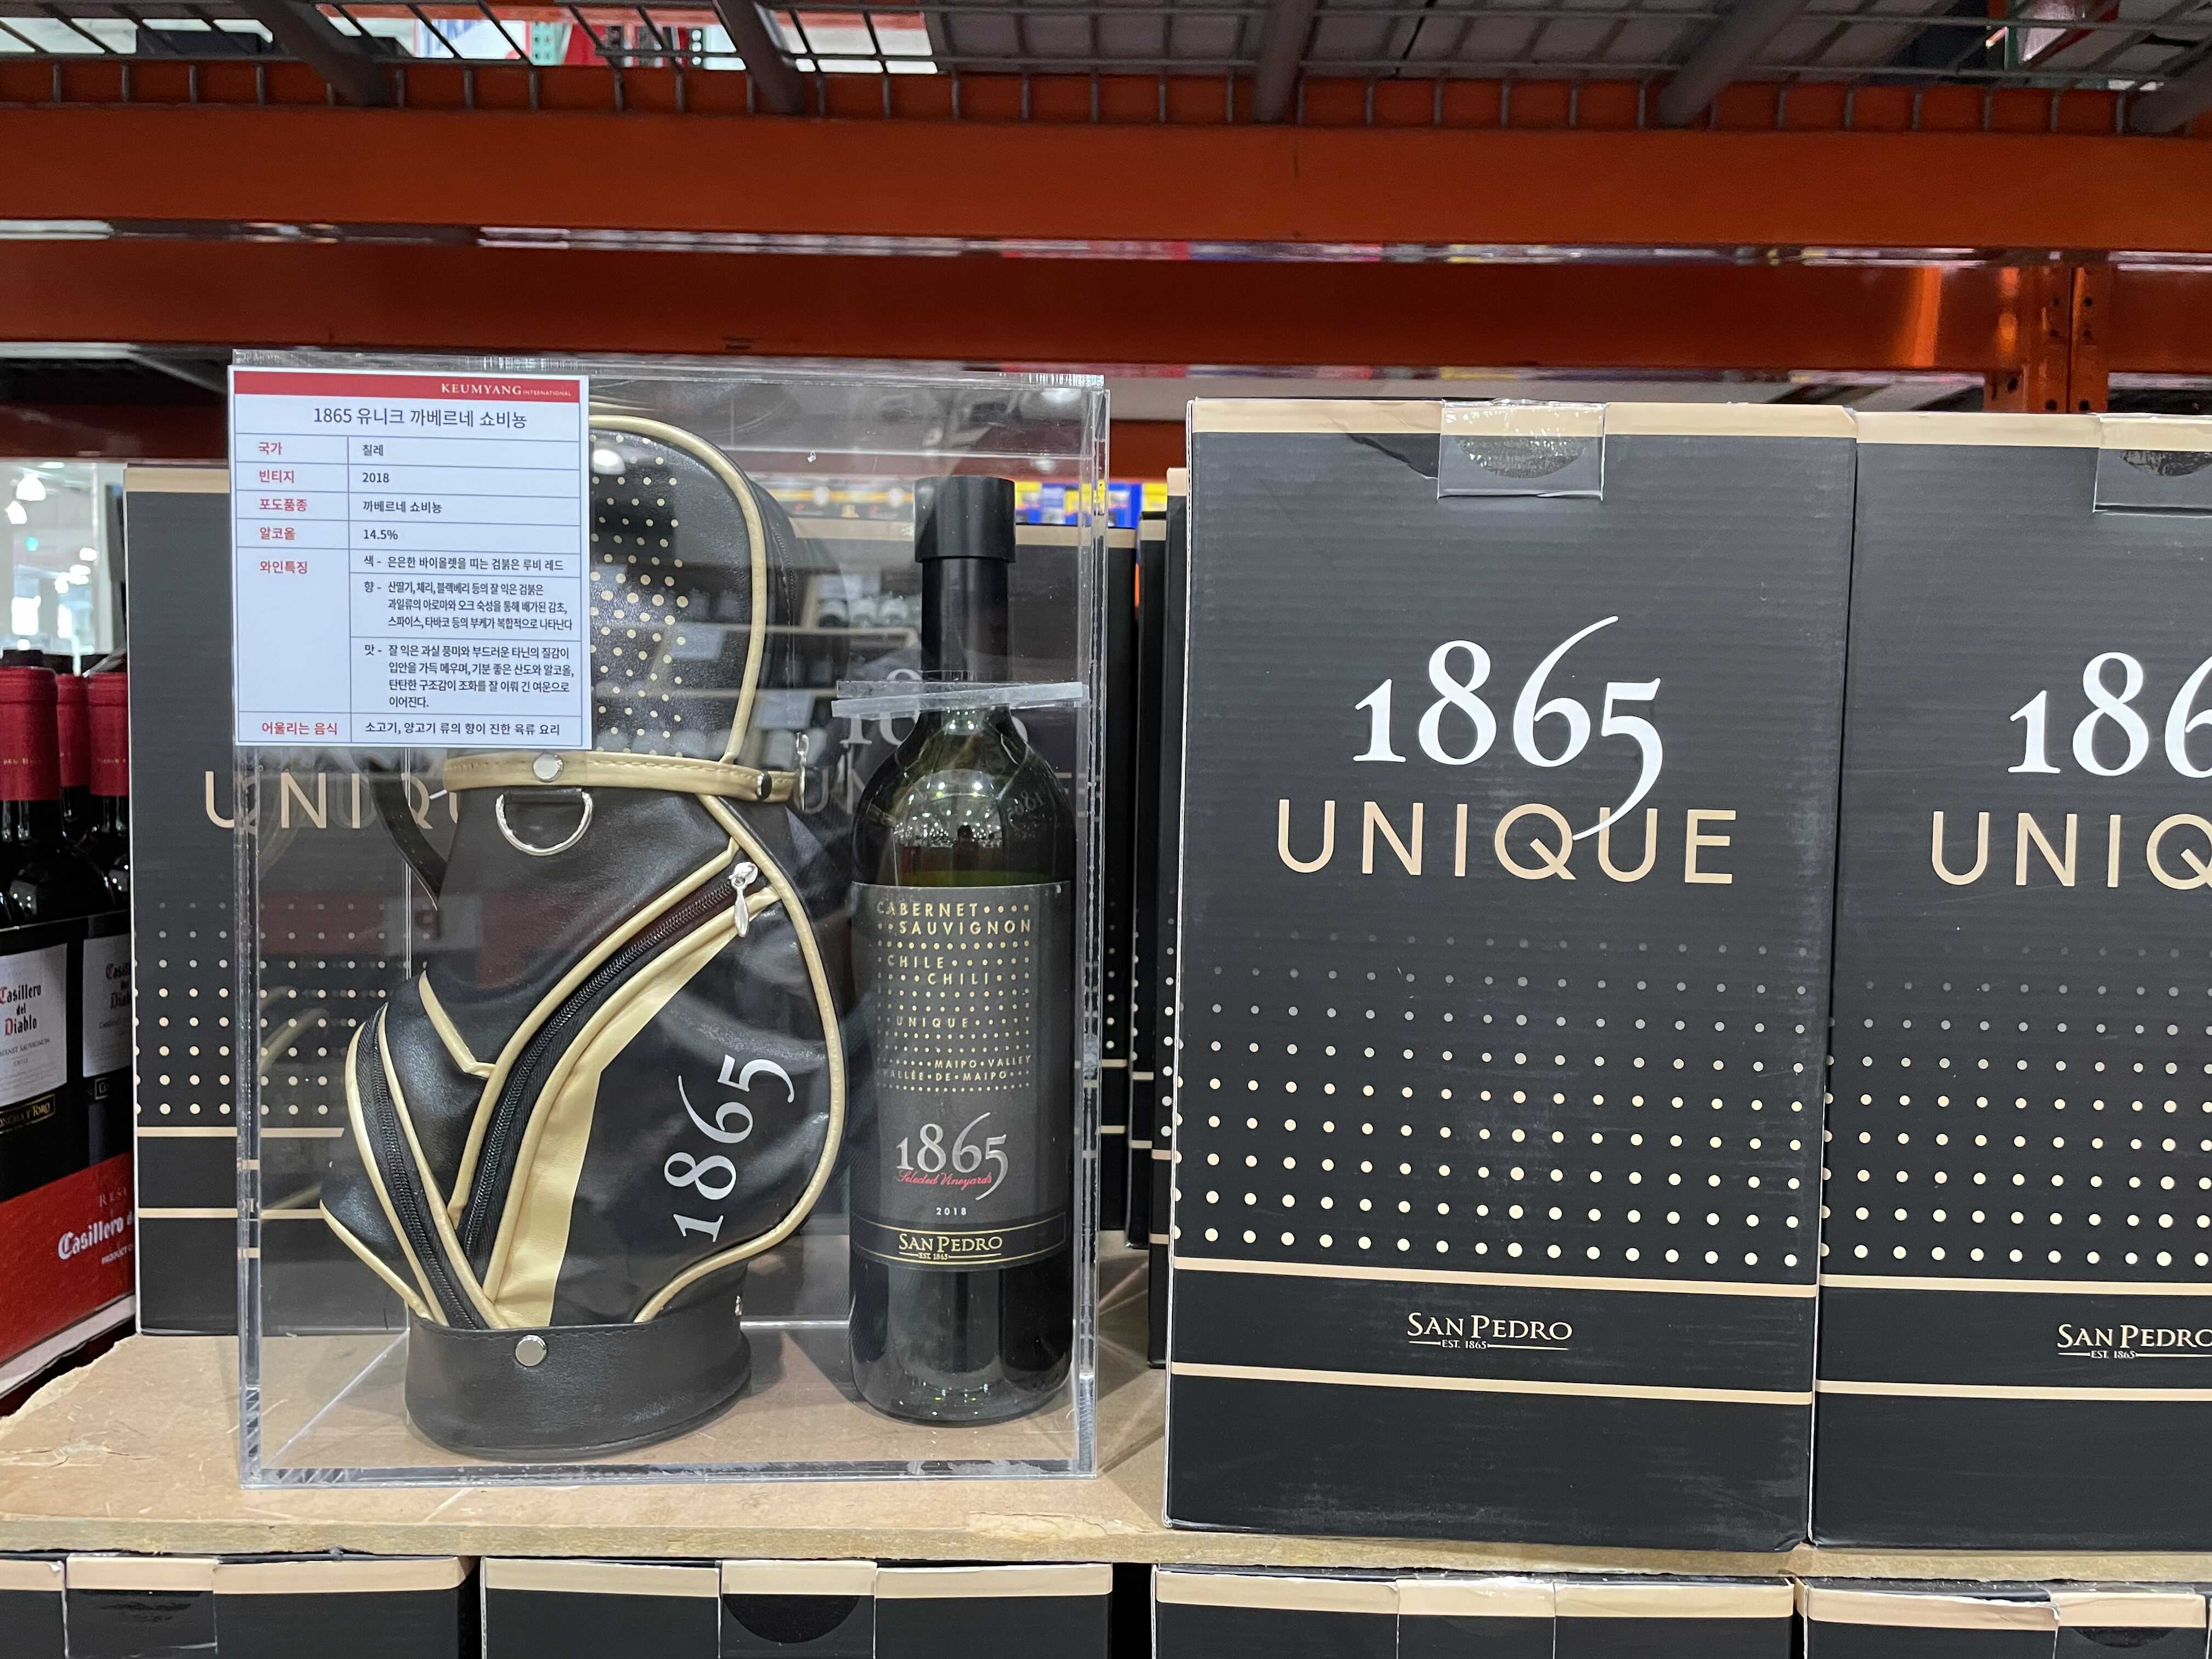 KEUMYANG INTERNATIONAL
1865 유니크 까베르네 쇼비뇽
국가 칠레
빈티지 2018
포도품종 까베르네 쇼비뇽
알코올 14.5%
와인특징 색 - 은은한 바이올렛을 띠는 검붉은 루비 레드
향 - 산딸기, 체리, 블랙베리 등의 잘 익은 검붉은
과일류의 아로마와 오크 숙성을 통해 배가된 감초,
스파이스, 타바코 등의 부케가 복합적으로 나타난다
맛 - 잘 익은 과실 풍미와 부드러운 타닌의 질감이
입안을 가득 메우며, 기분 좋은 산도와 알코올,
탄탄한 구조감이 조화를 잘 이뤄 긴 여운으로
이어진다.
어울리는 음식 소고기, 양고기 류의 향이 진한 육류 요리
UNIQU
1865
CABERNET
SAUVIGNON
CHILE
CHILI
UNIQUE
MAIPO • VALLEY
VALLÉE • DE • MAIPO
1865
Selected Vineyards
2018
SAN PEDRO
EST. 1865
1865
UNIQUE
SAN PEDRO
EST. 1865
186
UNIQ
SAN PEDRO
EST. 1865
Casillero
del
Diablo
CABERNET SAUVIGNON
Casillero